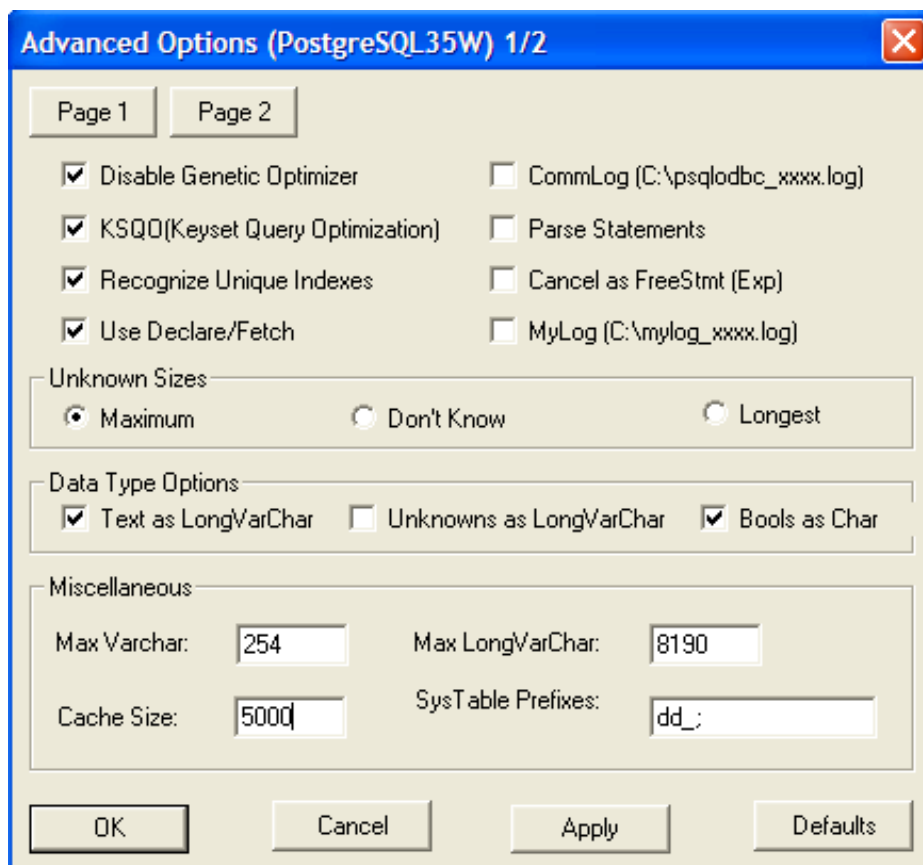 Advanced Options (PostgreSQL35W) 1/2
Page 1 Page 2
Disable Genetic Optimizer CommLog (C:\psqlodbc_xxxx.log)
KSQO(Keyset Query Optimization) Parse Statements
Recognize Unique Indexes Cancel as FreeStmt (Exp)
Use Declare/Fetch MyLog (C:\mylog_xxxx.log)
Unknown Sizes
Maximum Don't Know Longest
Data Type Options
Text as LongVarChar Unknowns as LongVarChar Bools as Char
Miscellaneous
Max Varchar: 254 Max LongVarChar: 8190
Cache Size: 5000 SysTable Prefixes: dd_;
OK Cancel Apply Defaults